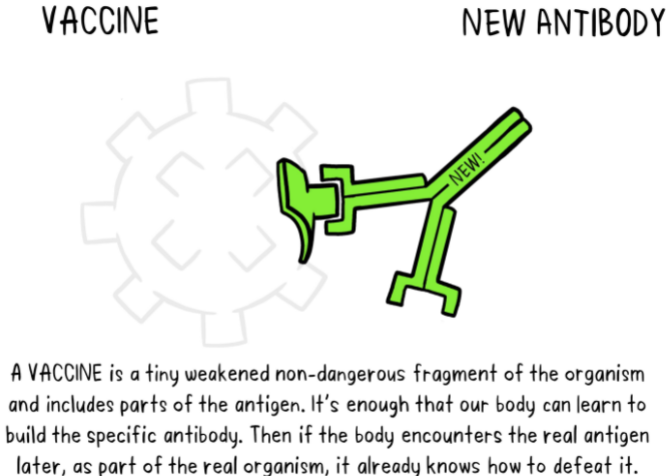 VACCINE
NEW ANTIBODY
NEW!
A VACCINE is a tiny weakened non-dangerous fragment of the organism
and includes parts of the antigen. It's enough that our body can learn to
build the specific antibody. Then if the body encounters the real antigen
later, as part of the real organism, it already knows how to defeat it.